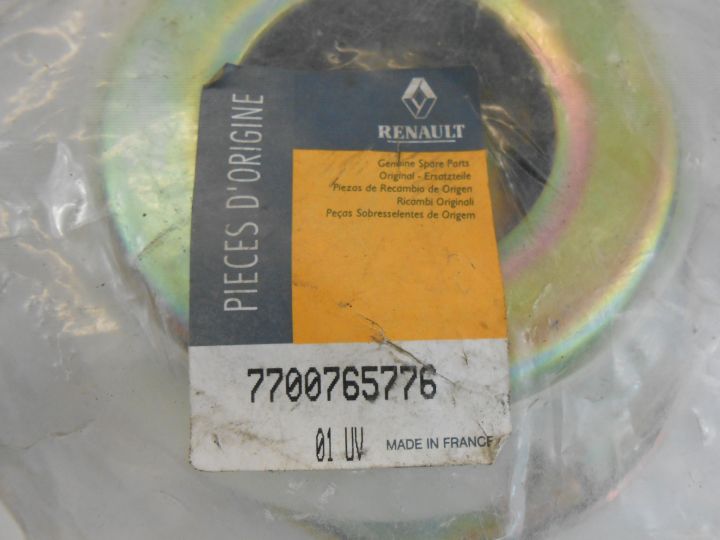 PIECES D'ORIGINE
RENAULT
Genuine Spare Parts
Original - Ersatzteile
Piezas de Recambio de Origen
Ricambi Originali
Peças Sobresselentes de Origem
7700765776
01 UV
MADE IN FRANCE